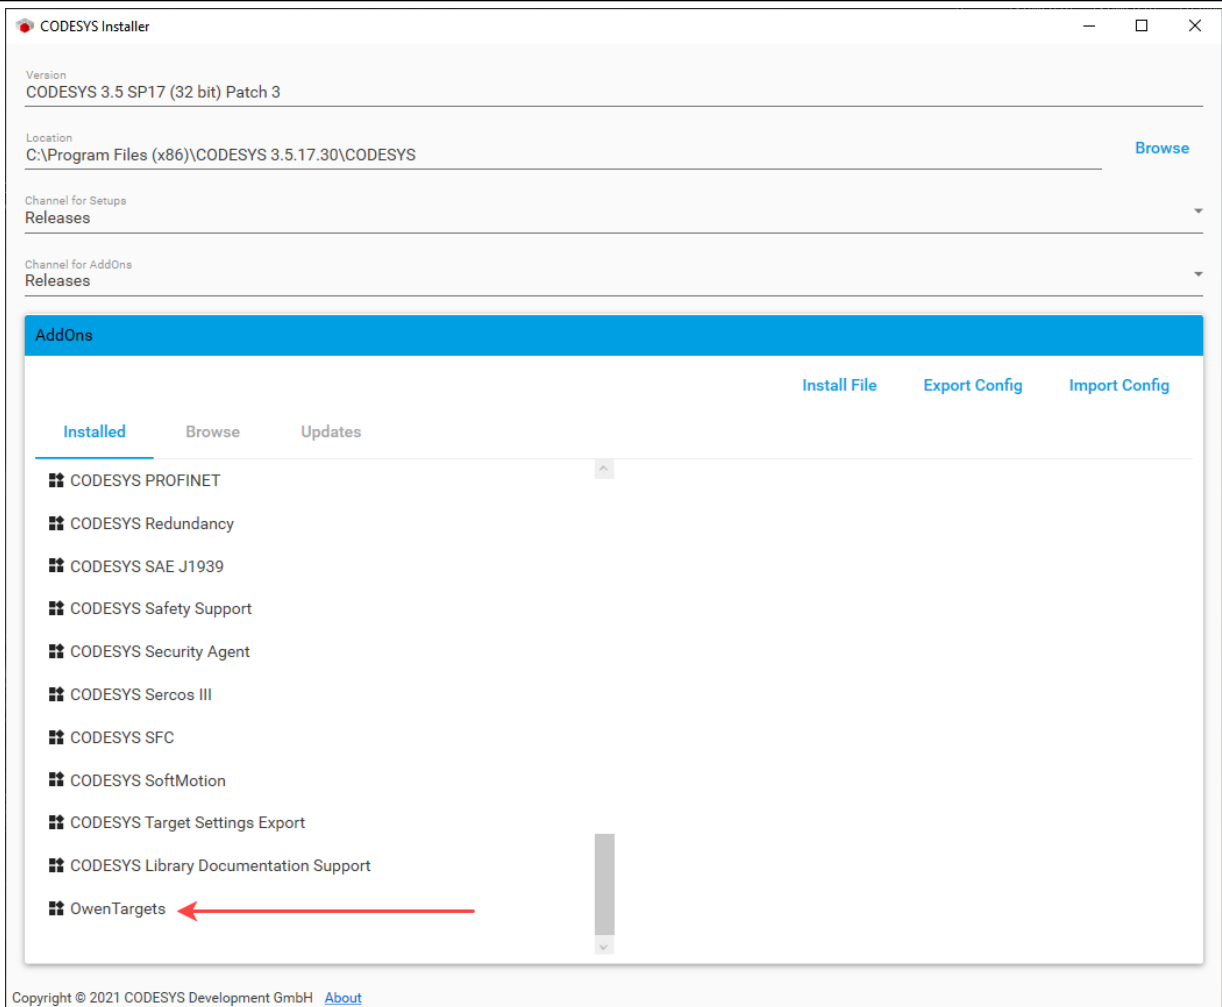 CODESYS Installer
Version
CODESYS 3.5 SP17 (32 bit) Patch 3
Location
C:\Program Files (x86)\CODESYS 3.5.17.30\CODESYS
Browse
Channel for Setups
Releases
Channel for AddOns
Releases
AddOns
Install File Export Config Import Config
Installed Browse Updates
CODESYS PROFINET
CODESYS Redundancy
CODESYS SAE J1939
CODESYS Safety Support
CODESYS Security Agent
CODESYS Sercos III
CODESYS SFC
CODESYS SoftMotion
CODESYS Target Settings Export
CODESYS Library Documentation Support
OwenTargets
Copyright © 2021 CODESYS Development GmbH About